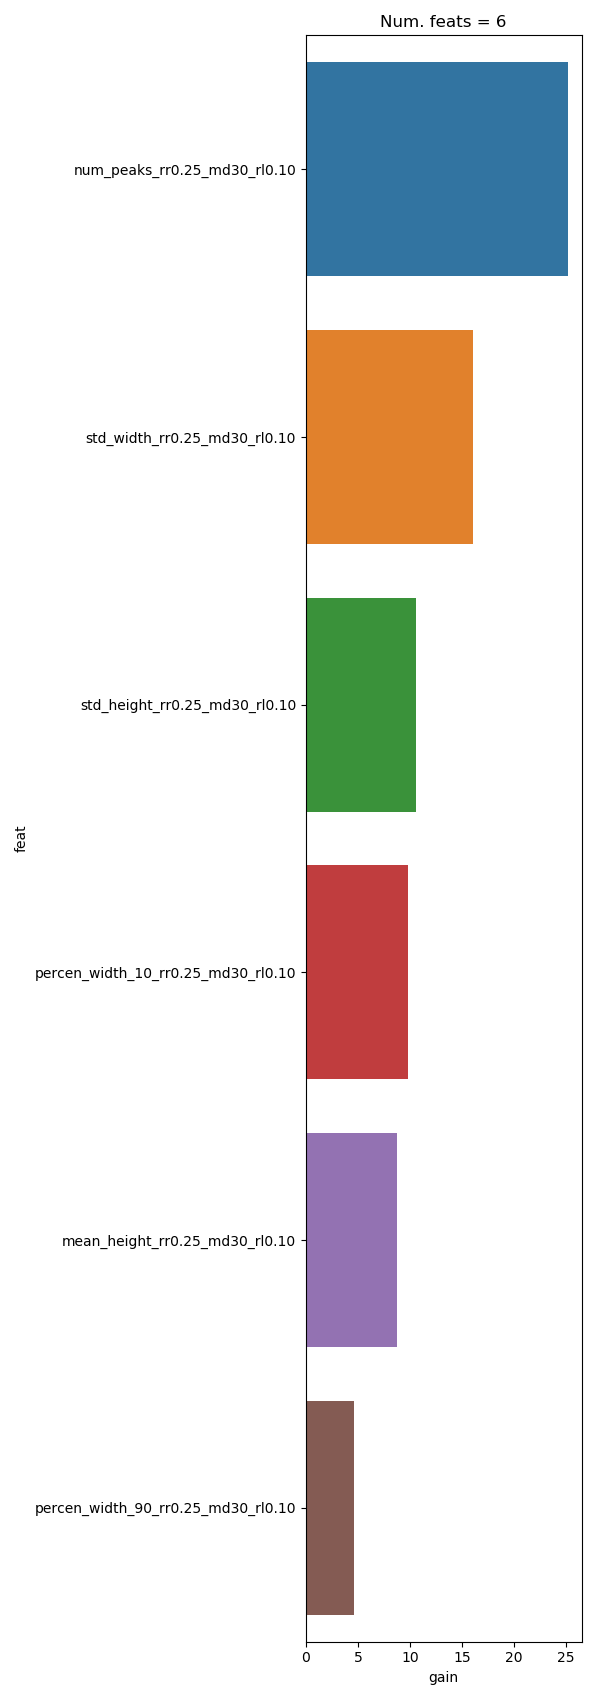 Num. feats = 6
num_peaks_rr0.25_md30_rl0.10
std_width_rr0.25_md30_rl0.10
std_height_rr0.25_md30_rl0.10
feat
percen_width_10_rr0.25_md30_rl0.10
mean_height_rr0.25_md30_rl0.10
percen_width_90_rr0.25_md30_rl0.10
0 5 10 15 20 25
gain